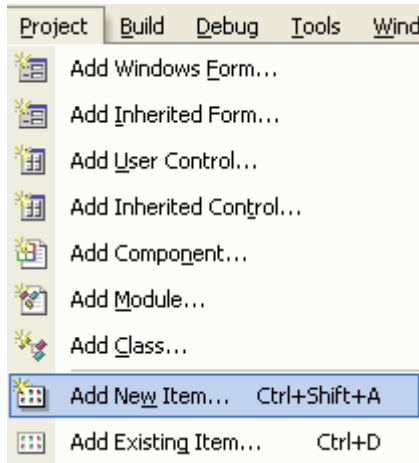 Project Build Debug Tools Wind
Add Windows Form...
Add Inherited Form...
Add User Control...
Add Inherited Control...
Add Component...
Add Module...
Add Class...
Add New Item... Ctrl+Shift+A
Add Existing Item... Ctrl+D